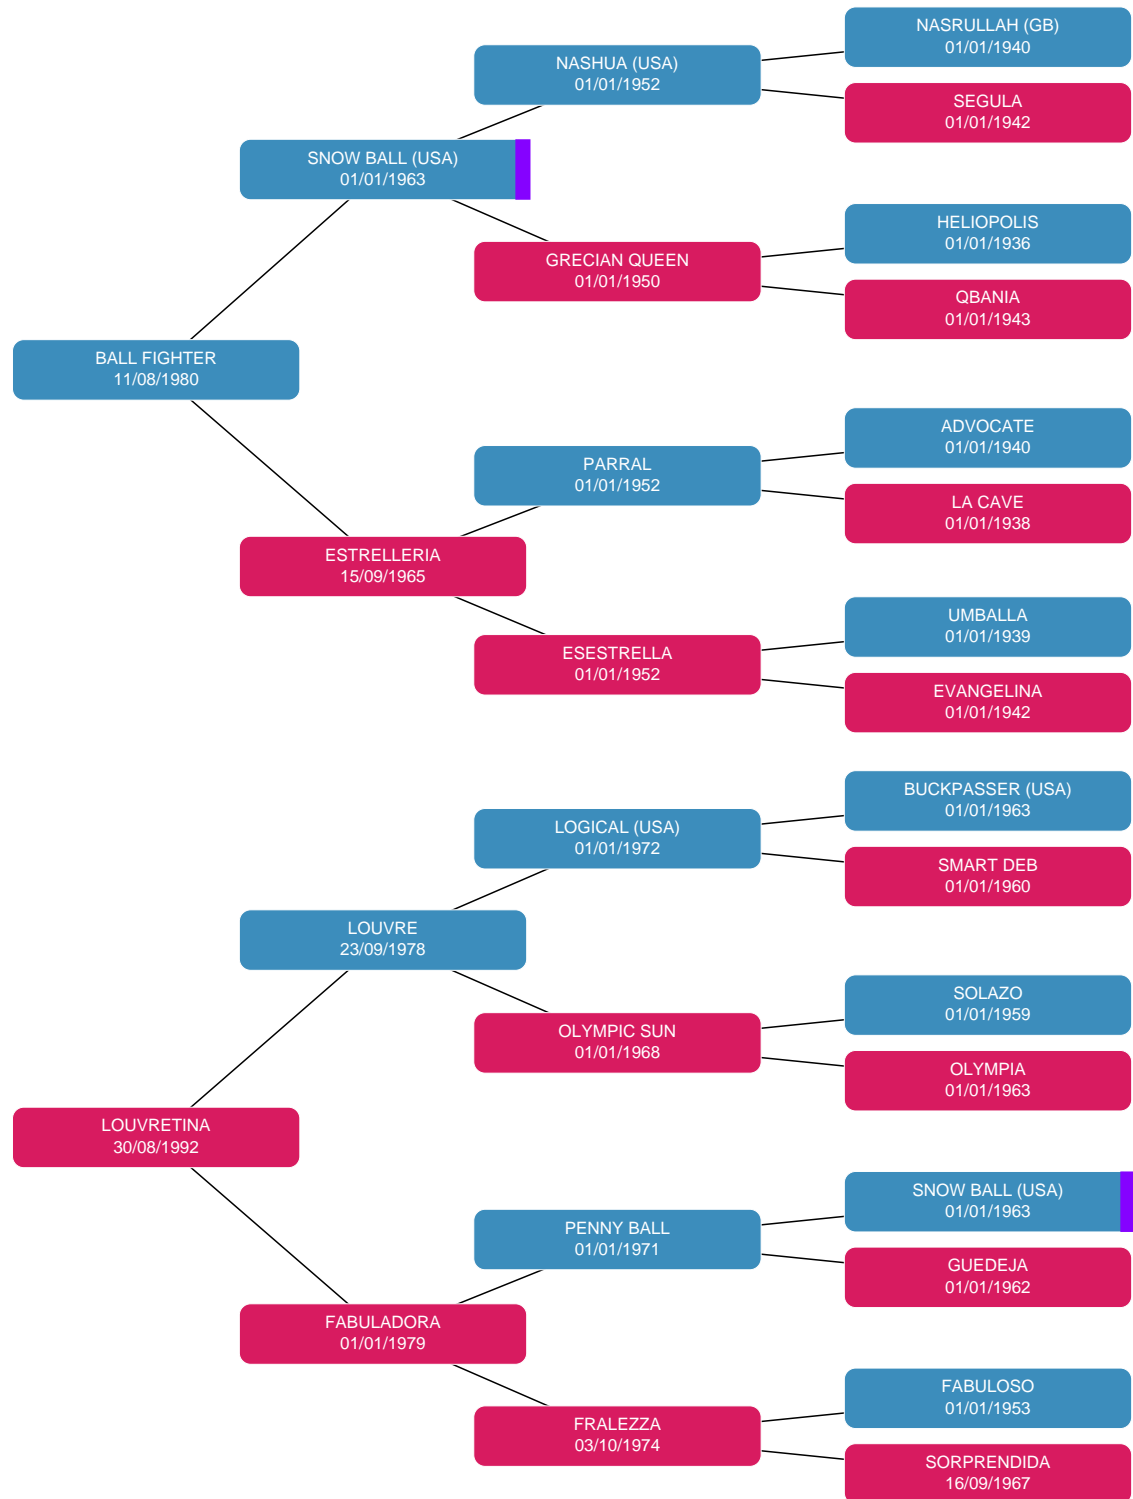 NASRULLAH (GB)
01/01/1940
NASHUA (USA)
01/01/1952
SEGULA
01/01/1942
SNOW BALL (USA)
01/01/1963
HELIOPOLIS
01/01/1936
GRECIAN QUEEN
01/01/1950
QBANIA
01/01/1943
BALL FIGHTER
11/08/1980
ADVOCATE
01/01/1940
PARRAL
01/01/1952
LA CAVE
01/01/1938
ESTRELLERIA
15/09/1965
UMBALLA
01/01/1939
ESESTRELLA
01/01/1952
EVANGELINA
01/01/1942
BUCKPASSER (USA)
01/01/1963
LOGICAL (USA)
01/01/1972
SMART DEB
01/01/1960
LOUVRE
23/09/1978
SOLAZO
01/01/1959
OLYMPIC SUN
01/01/1968
OLYMPIA
01/01/1963
LOUVRETINA
30/08/1992
SNOW BALL (USA)
01/01/1963
PENNY BALL
01/01/1971
GUEDEJA
01/01/1962
FABULADORA
01/01/1979
FABULOSO
01/01/1953
FRALEZZA
03/10/1974
SORPRENDIDA
16/09/1967